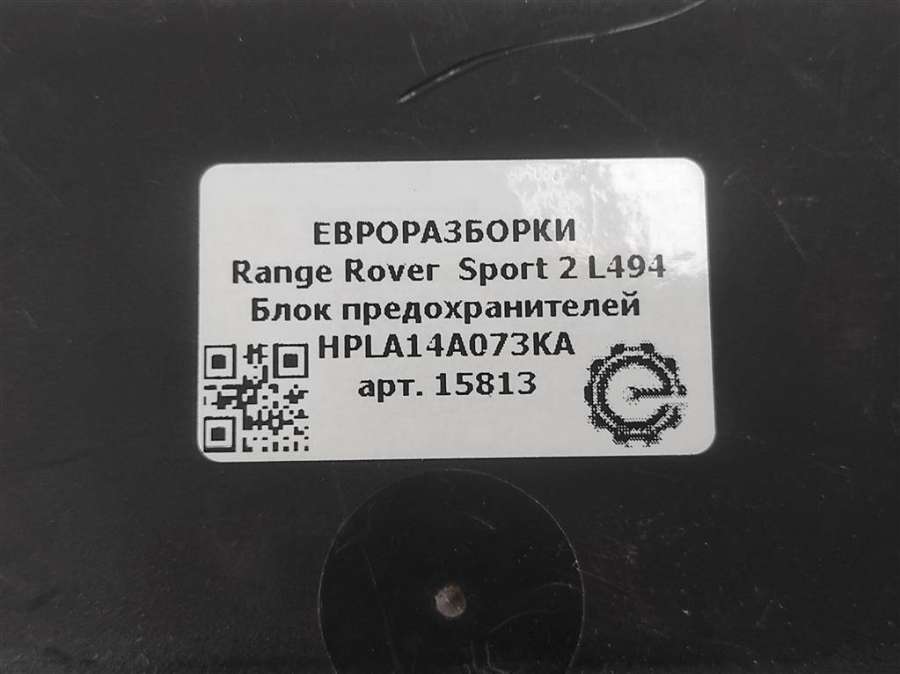 ЕВРОРАЗБОРКИ
Range Rover Sport 2 L494
Блок предохранителей
HPLA14A073KA
арт. 15813